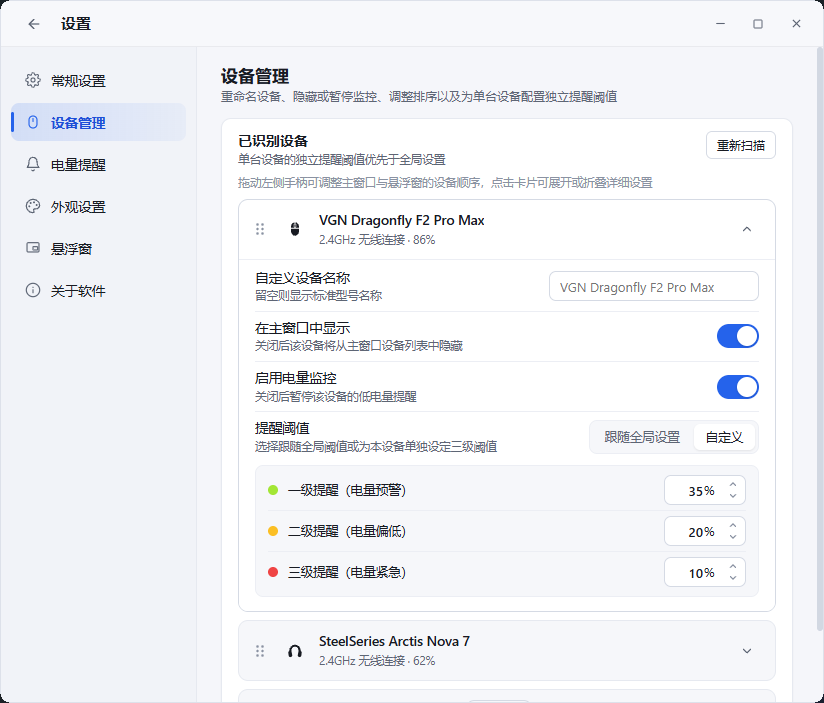 设置
常规设置
设备管理
电量提醒
外观设置
悬浮窗
关于软件
设备管理
重命名设备、隐藏或暂停监控、调整排序以及为单台设备配置独立提醒阈值
已识别设备
单台设备的独立提醒阈值优先于全局设置
重新扫描
拖动左侧手柄可调整主窗口与悬浮窗的设备顺序，点击卡片可展开或折叠详细设置
VGN Dragonfly F2 Pro Max
2.4GHz 无线连接 · 86%
自定义设备名称
留空则显示标准型号名称
VGN Dragonfly F2 Pro Max
在主窗口中显示
关闭后该设备将从主窗口设备列表中隐藏
启用电量监控
关闭后暂停该设备的低电量提醒
提醒阈值
选择跟随全局阈值或为本设备单独设定三级阈值
跟随全局设置
自定义
一级提醒（电量预警）
35%
二级提醒（电量偏低）
20%
三级提醒（电量紧急）
10%
SteelSeries Arctis Nova 7
2.4GHz 无线连接 · 62%